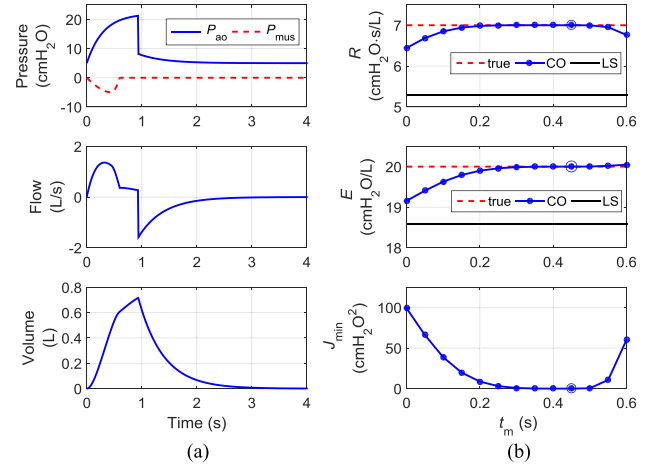 Pressure
(cmH2O)
20
10
0
-10
Pao
Pmus
0 1 2 3 4
Flow
(L/s)
2
0
-2
0 1 2 3 4
Volume
(L)
0.8
0.6
0.4
0.2
0
0 1 2 3 4
Time (s)
(a)
R
(cmH2O·s/L)
7
6
5
true CO LS
0 0.2 0.4 0.6
E
(cmH2O/L)
20
19
18
true CO LS
0 0.2 0.4 0.6
Jmin
(cmH2O²)
100
50
0
0 0.2 0.4 0.6
tm (s)
(b)